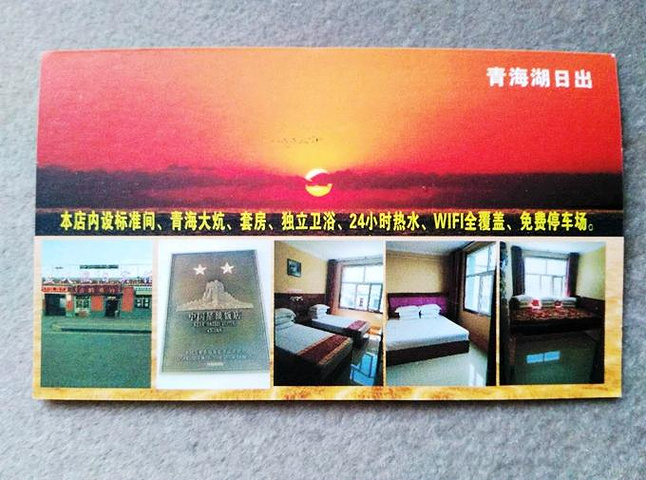 青海湖日出
本店内设标准间、青海大炕、套房、独立卫浴、24小时热水、WIFI全覆盖、免费停车场。
中国星级饭店